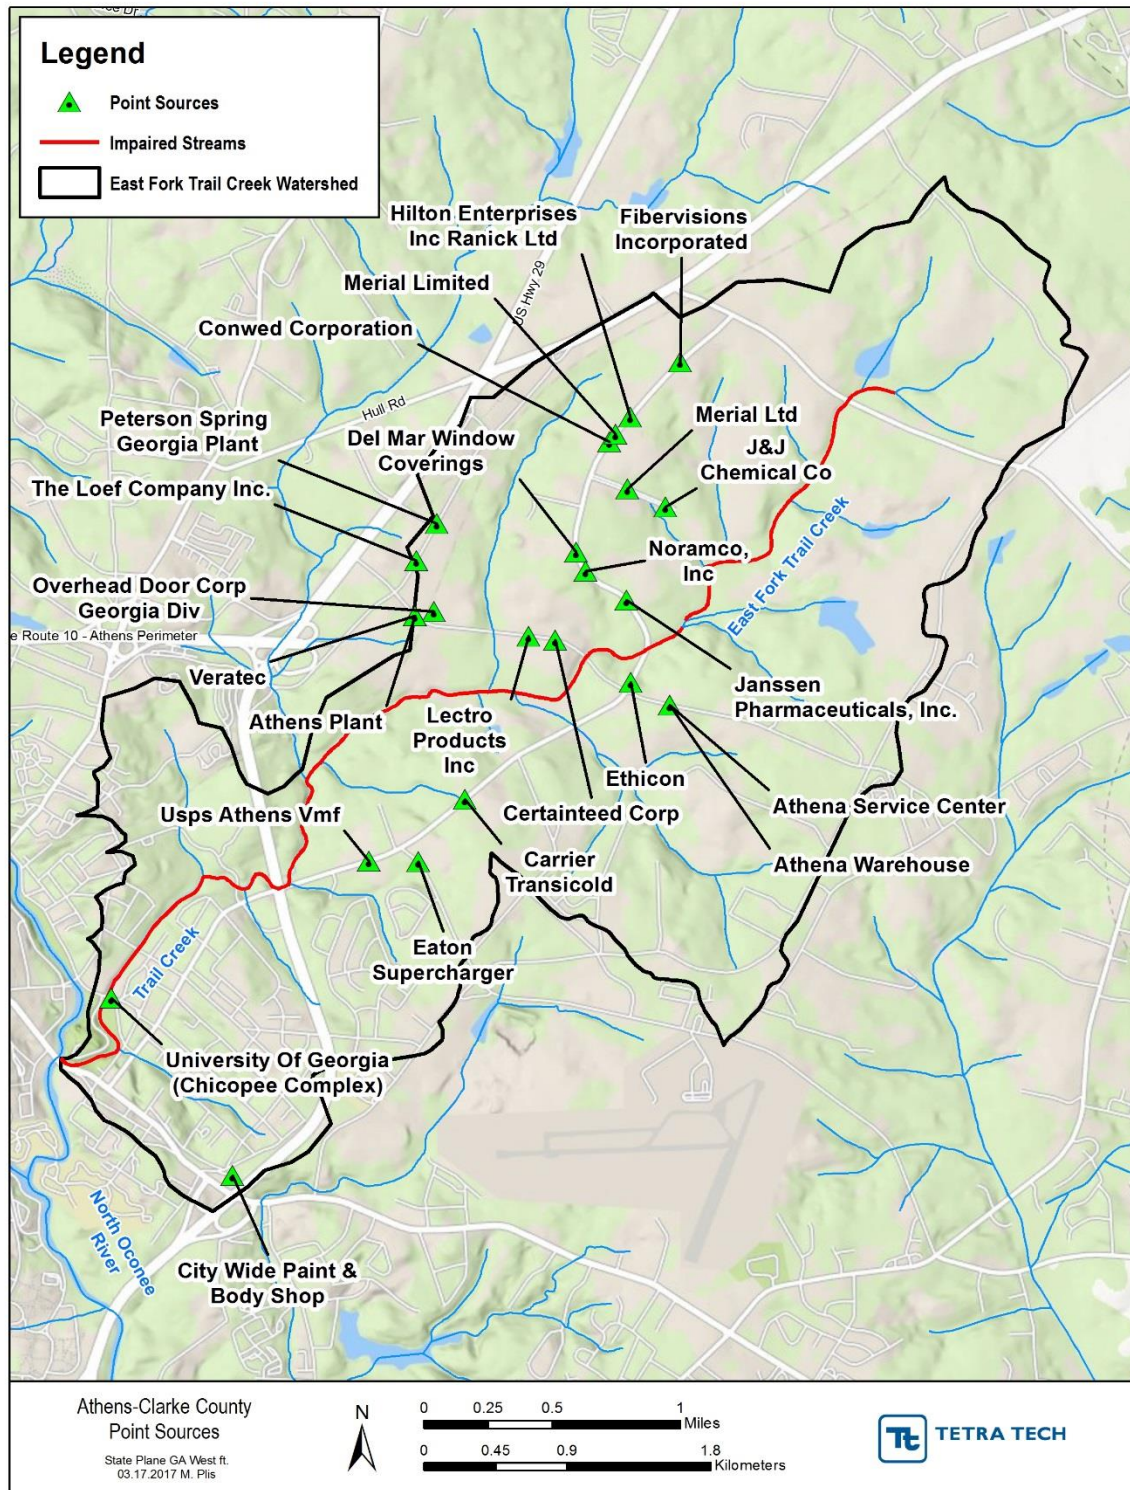 ce Dr
Legend
Point Sources
Impaired Streams
East Fork Trail Creek Watershed
Hilton Enterprises
Inc Ranick Ltd
Fibervisions
Incorporated
Merial Limited
US Hwy 29
Conwed Corporation
Hull Rd
Peterson Spring
Georgia Plant
Del Mar Window
Coverings
Merial Ltd
J&J
Chemical Co
The Loef Company Inc.
East Fork Trail Creek
Noramco,
Inc
Overhead Door Corp
Georgia Div
e Route 10 - Athens Perimeter
Veratec
Athens Plant
Lectro
Products
Inc
Janssen
Pharmaceuticals, Inc.
Ethicon
Usps Athens Vmf
Certainteed Corp
Athena Service Center
Carrier
Transicold
Athena Warehouse
Eaton
Supercharger
Trail Creek
University Of Georgia
(Chicopee Complex)
North Oconee
River
City Wide Paint &
Body Shop
Athens-Clarke County
Point Sources
State Plane GA West ft.
03.17.2017 M. Plis
N
0 0.25 0.5 1
Miles
0 0.45 0.9 1.8
Kilometers
Tt
TETRA TECH